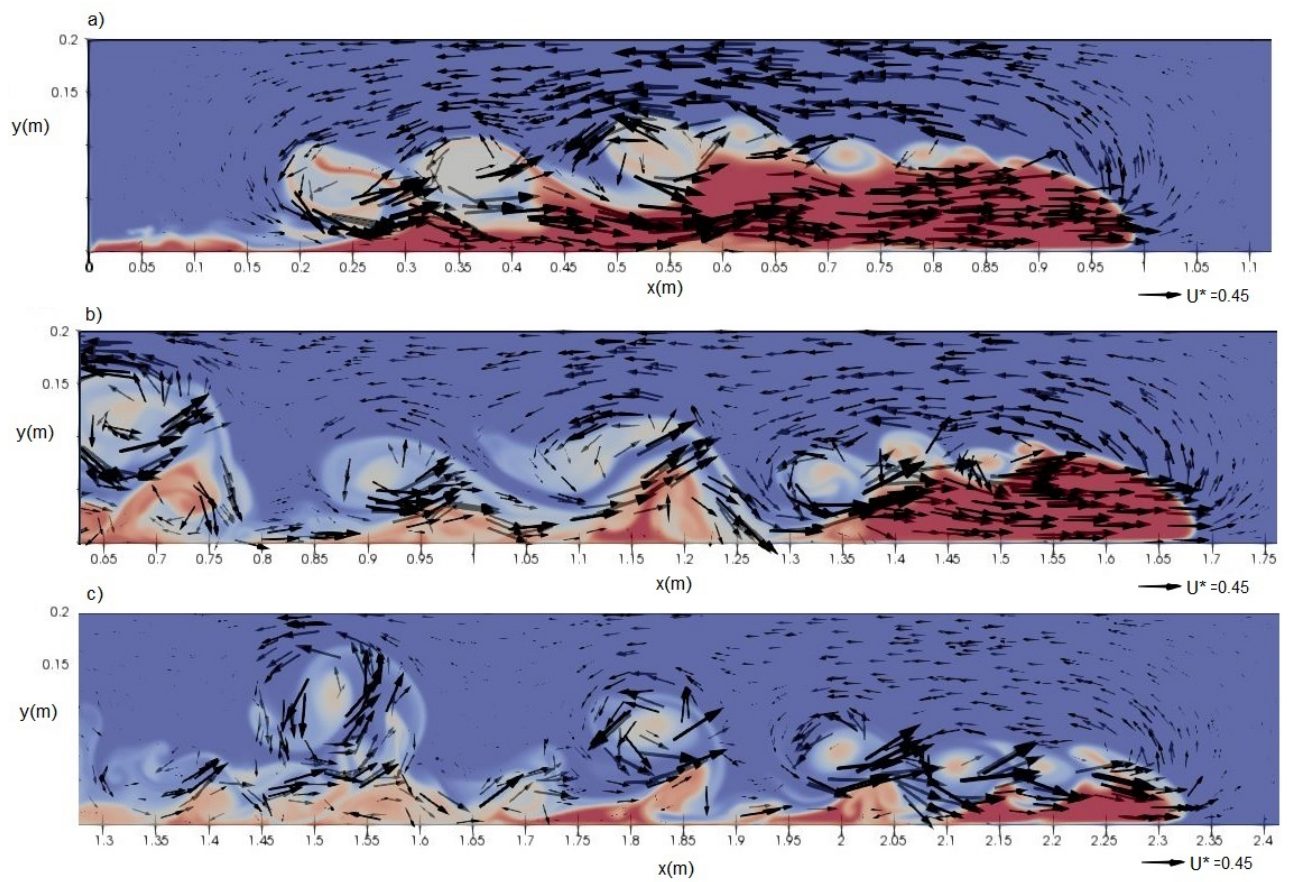 a)
0.2
0.15
y(m)
0 0.05 0.1 0.15 0.2 0.25 0.3 0.35 0.4 0.45 0.5 0.55 0.6 0.65 0.7 0.75 0.8 0.85 0.9 0.95 1 1.05 1.1
x(m)
U* =0.45
b)
0.2
0.15
y(m)
0.65 0.7 0.75 0.8 0.85 0.9 0.95 1 1.05 1.1 1.15 1.2 1.25 1.3 1.35 1.4 1.45 1.5 1.55 1.6 1.65 1.7 1.75
x(m)
U* =0.45
c)
0.2
0.15
y(m)
1.3 1.35 1.4 1.45 1.5 1.55 1.6 1.65 1.7 1.75 1.8 1.85 1.9 1.95 2 2.05 2.1 2.15 2.2 2.25 2.3 2.35 2.4
x(m)
U* =0.45